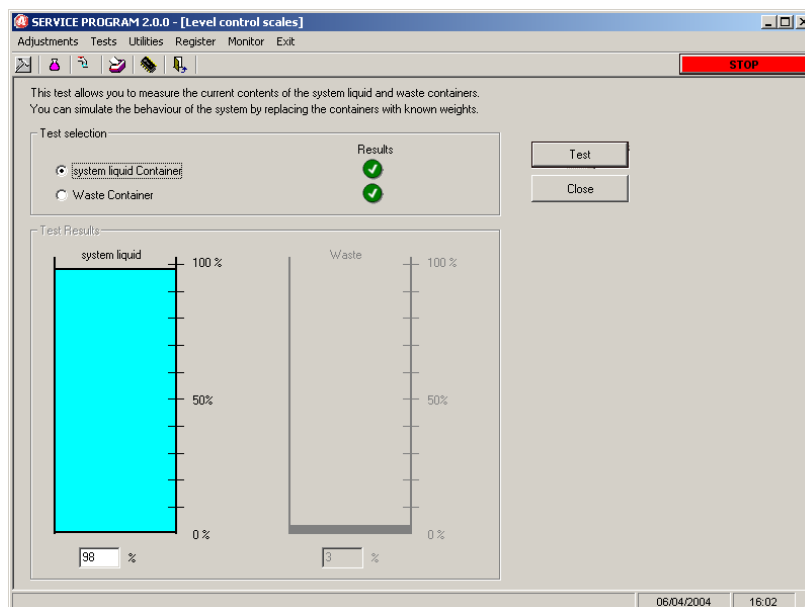 SERVICE PROGRAM 2.0.0 - [Level control scales]
Adjustments Tests Utilities Register Monitor Exit
STOP
This test allows you to measure the current contents of the system liquid and waste containers.
You can simulate the behaviour of the system by replacing the containers with known weights.
Test selection
Results
system liquid Container
Waste Container
Test
Close
Test Results
system liquid
100 %
50%
0 %
98 %
Waste
100 %
50%
0 %
3 %
06/04/2004 16:02